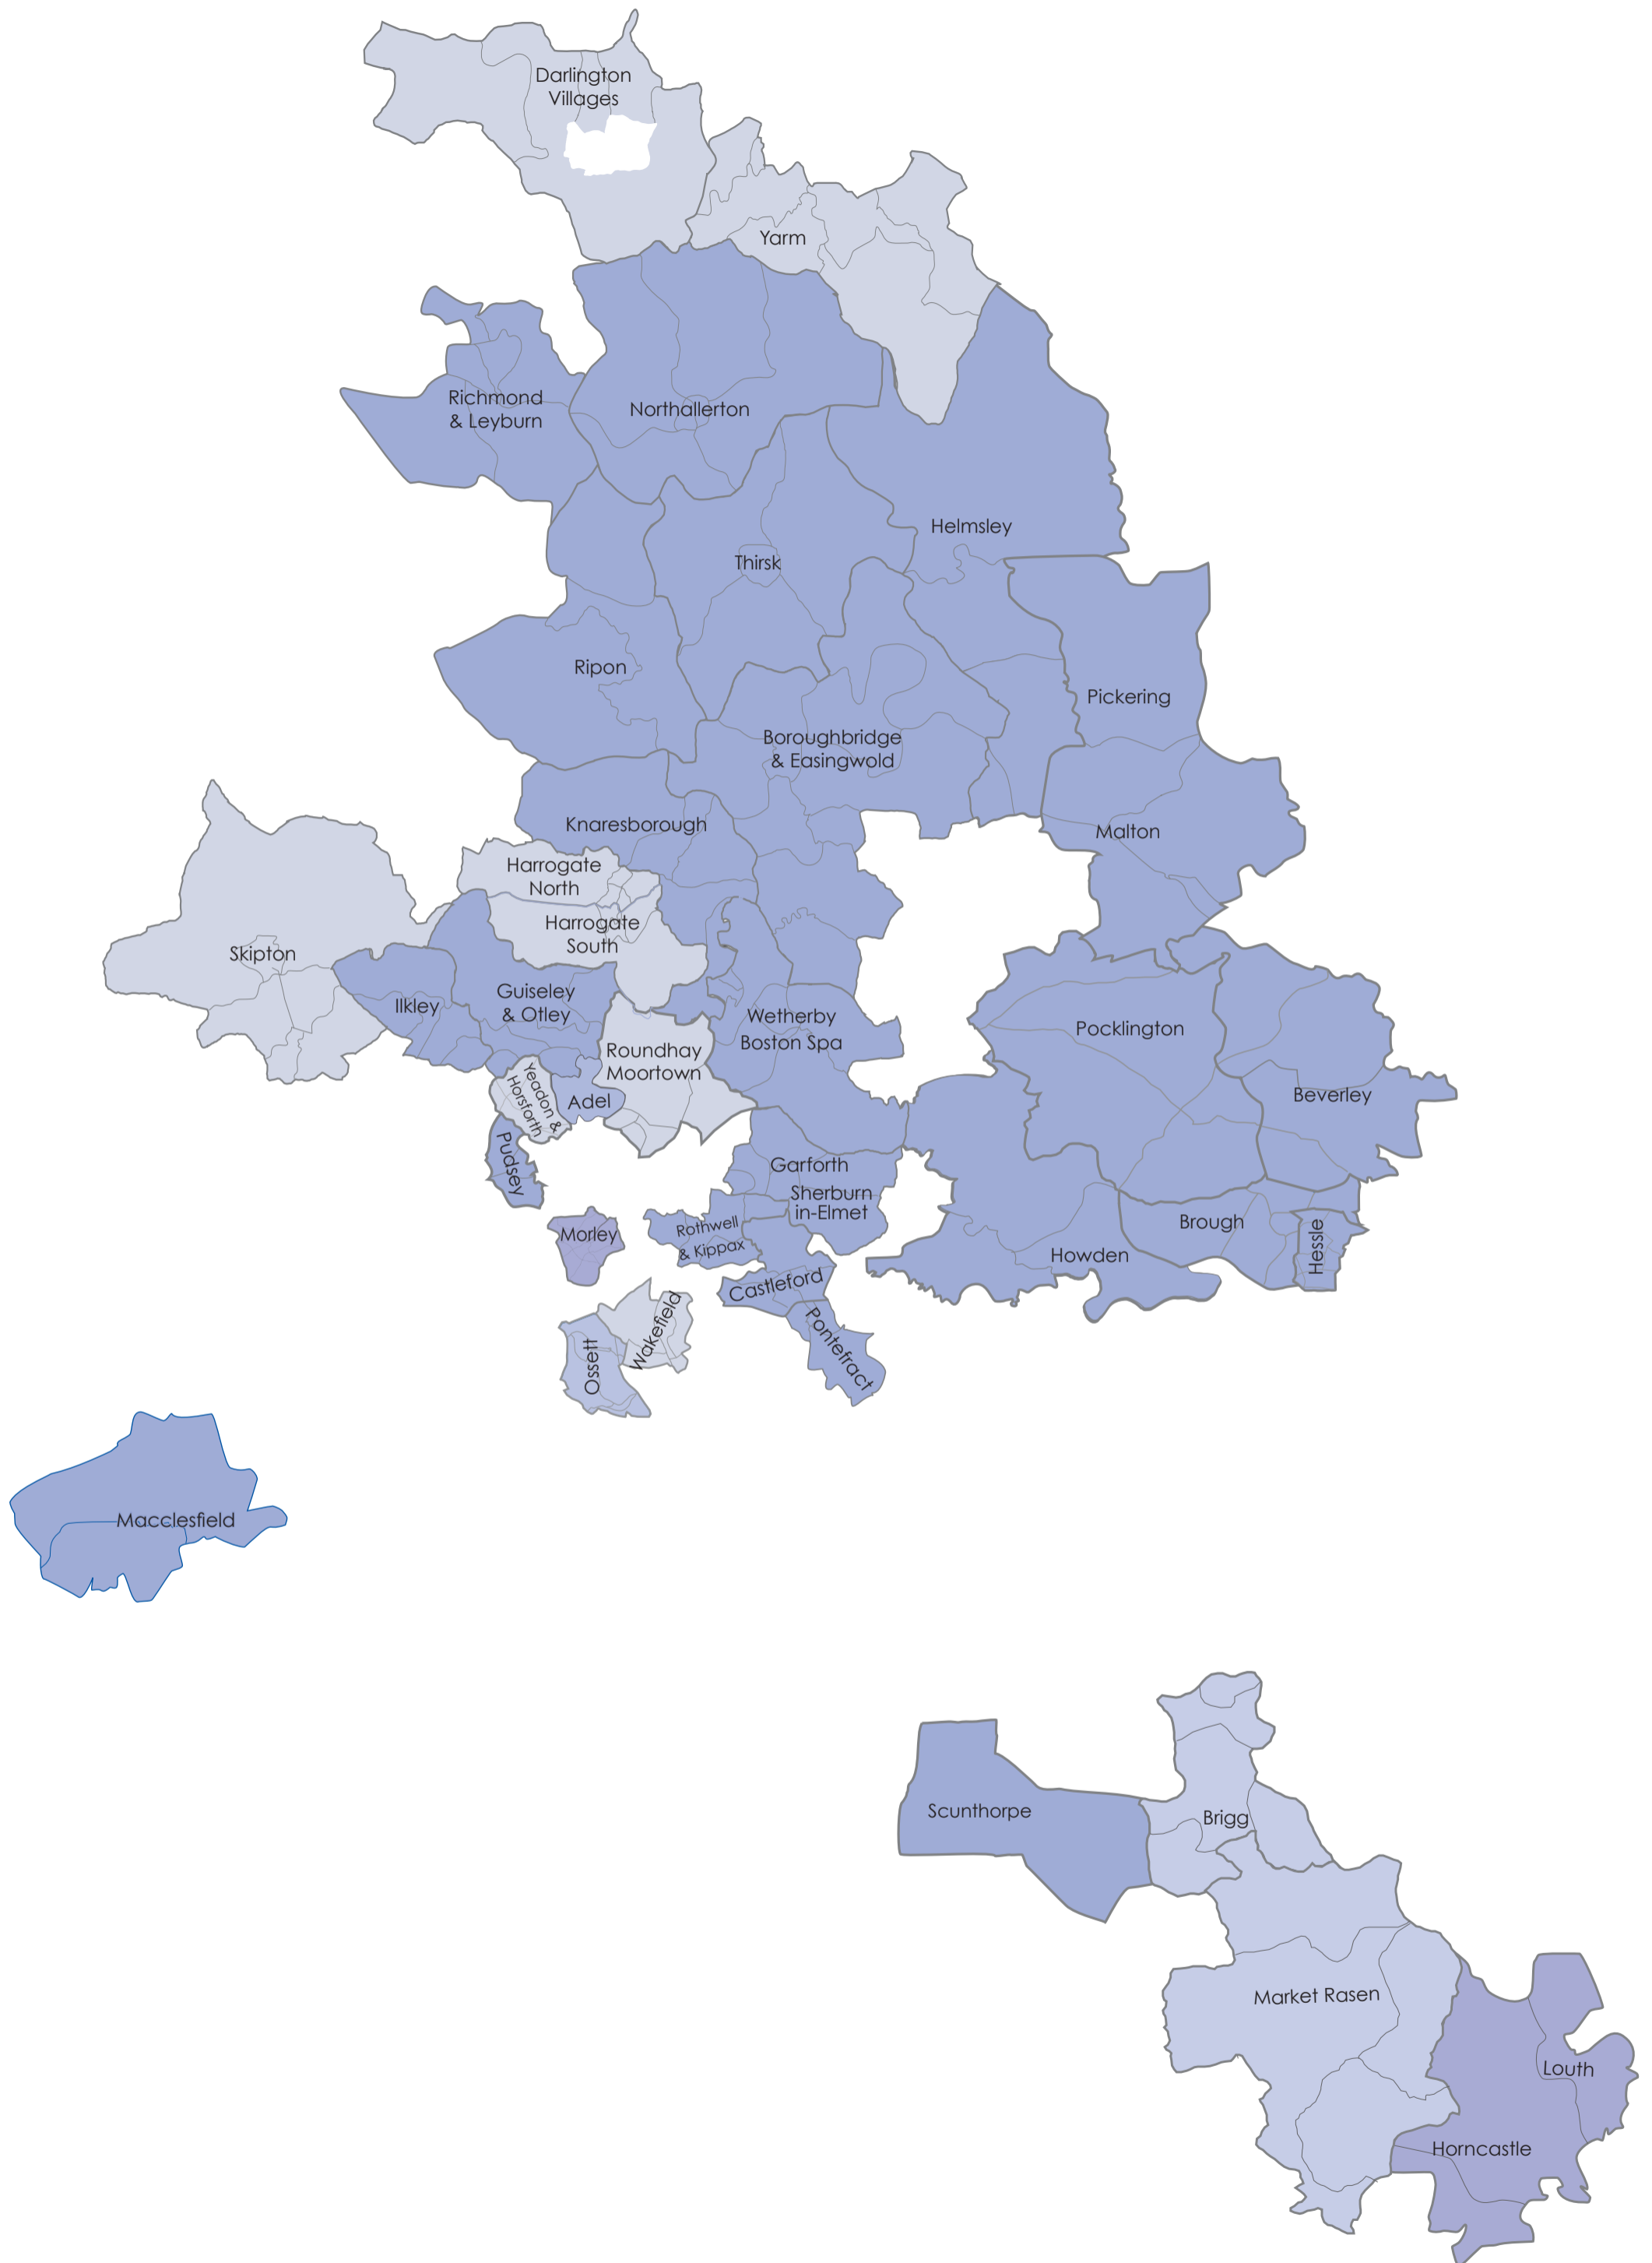 Darlington
Villages
Yarm
Richmond
& Leyburn
Northallerton
Helmsley
Thirsk
Ripon
Pickering
Boroughbridge
& Easingwold
Knaresborough
Malton
Harrogate
North
Harrogate
South
Skipton
Ilkley
Guiseley
& Otley
Wetherby
Boston Spa
Pocklington
Roundhay
Moortown
Yeadon &
Horsforth
Adel
Beverley
Pudsey
Garforth
Sherburn
in-Elmet
Morley
Rothwell
& Kippax
Brough
Hessle
Howden
Castleford
Wakefield
Ossett
Pontefract
Macclesfield
Scunthorpe
Brigg
Market Rasen
Louth
Horncastle